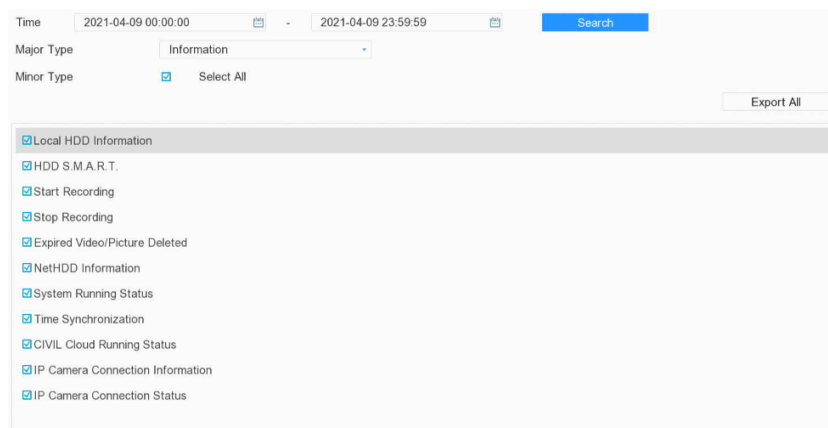 Time 2021-04-09 00:00:00 - 2021-04-09 23:59:59 Search
Major Type Information
Minor Type Select All
Export All
Local HDD Information
HDD S.M.A.R.T.
Start Recording
Stop Recording
Expired Video/Picture Deleted
NetHDD Information
System Running Status
Time Synchronization
CIVIL Cloud Running Status
IP Camera Connection Information
IP Camera Connection Status